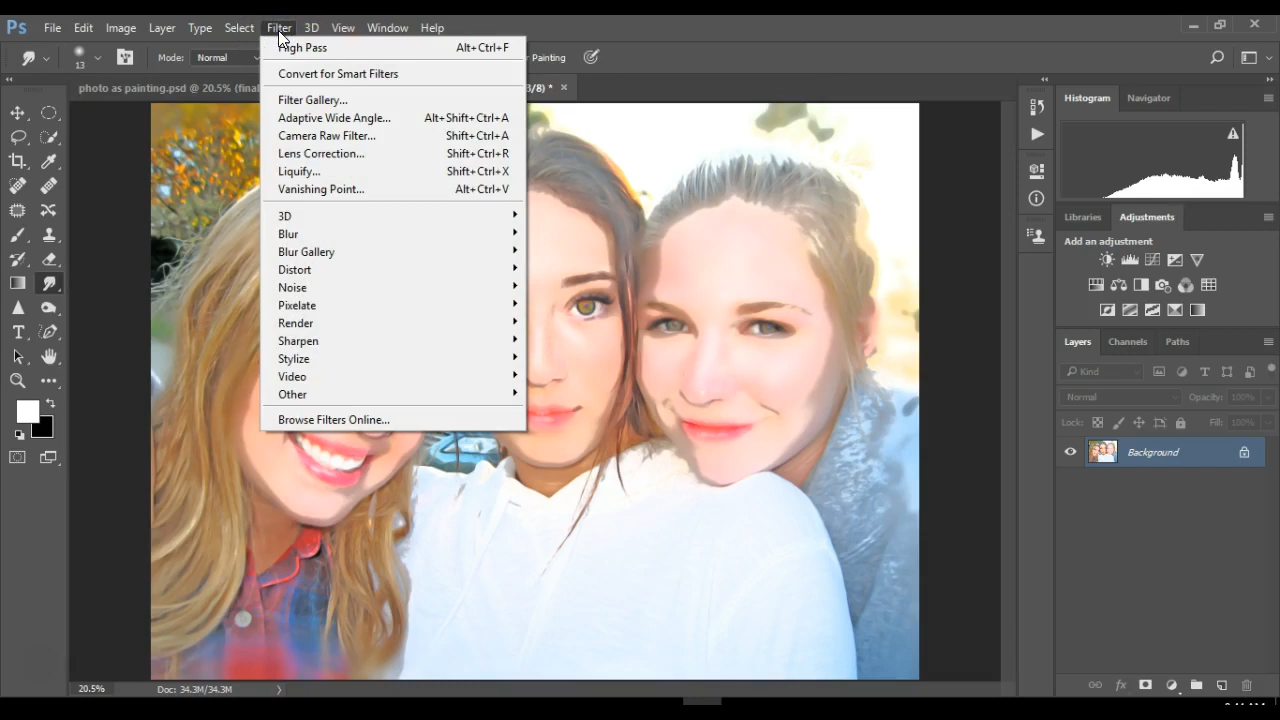 Ps File Edit Image Layer Type Select Filter 3D View Window Help
13 Mode: Normal Painting
photo as painting.psd @ 20.5% (final /8) *
High Pass Alt+Ctrl+F
Convert for Smart Filters
Filter Gallery...
Adaptive Wide Angle... Alt+Shift+Ctrl+A
Camera Raw Filter... Shift+Ctrl+A
Lens Correction... Shift+Ctrl+R
Liquify... Shift+Ctrl+X
Vanishing Point... Alt+Ctrl+V
3D
Blur
Blur Gallery
Distort
Noise
Pixelate
Render
Sharpen
Stylize
Video
Other
Browse Filters Online...
Histogram Navigator
Libraries Adjustments
Add an adjustment
Layers Channels Paths
Kind
Normal Opacity: 100%
Lock: Fill: 100%
Background
20.5% Doc: 34.3M/34.3M